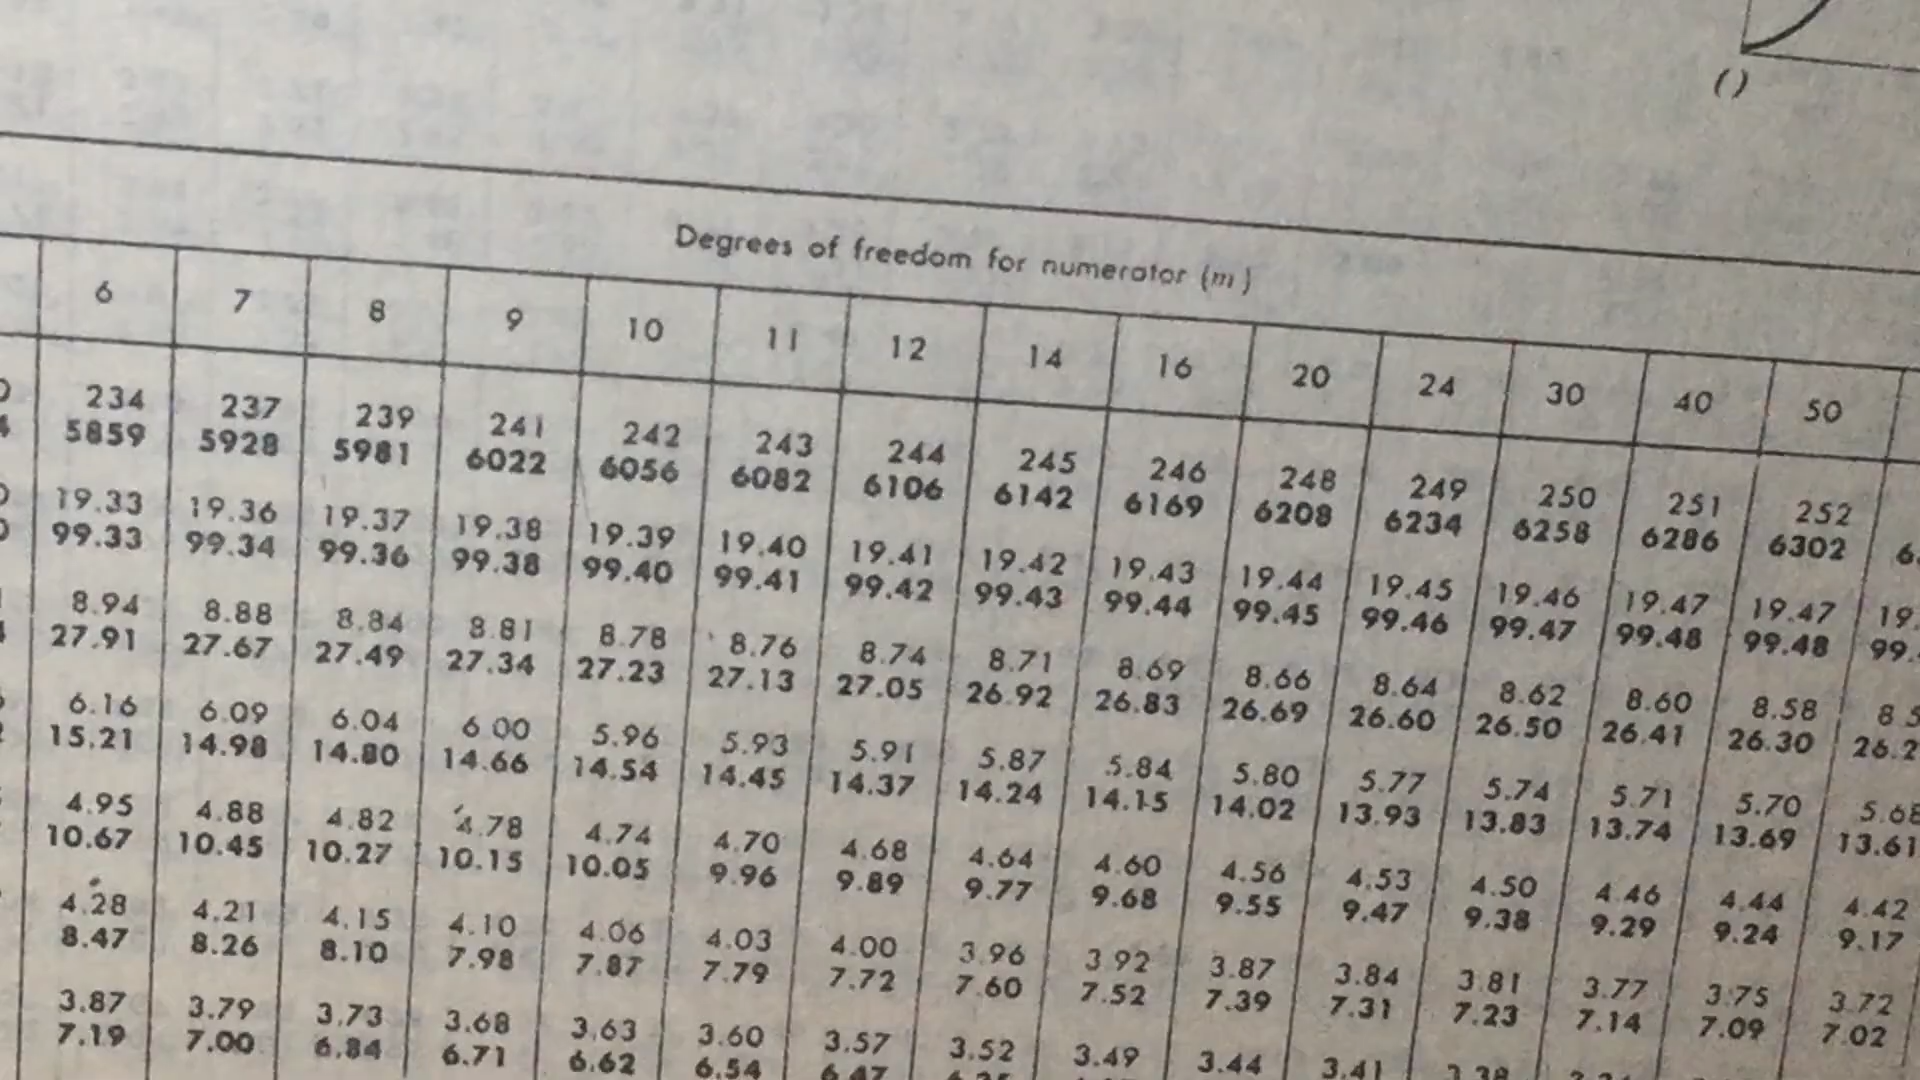 ()
Degrees of freedom for numerator (m)
6 7 8 9 10 11 12 14 16 20 24 30 40 50
234 237 239 241 242 243 244 245 246 248 249 250 251 252
5859 5928 5981 6022 6056 6082 6106 6142 6169 6208 6234 6258 6286 6302
19.33 19.36 19.37 19.38 19.39 19.40 19.41 19.42 19.43 19.44 19.45 19.46 19.47 19.47
99.33 99.34 99.36 99.38 99.40 99.41 99.42 99.43 99.44 99.45 99.46 99.47 99.48 99.48
8.94 8.88 8.84 8.81 8.78 8.76 8.74 8.71 8.69 8.66 8.64 8.62 8.60 8.58
27.91 27.67 27.49 27.34 27.23 27.13 27.05 26.92 26.83 26.69 26.60 26.50 26.41 26.30
6.16 6.09 6.04 6 00 5.96 5.93 5.91 5.87 5.84 5.80 5.77 5.74 5.71 5.70 5.68
15.21 14.98 14.80 14.66 14.54 14.45 14.37 14.24 14.15 14.02 13.93 13.83 13.74 13.69 13.61
4.95 4.88 4.82 4.78 4.74 4.70 4.68 4.64 4.60 4.56 4.53 4.50 4.46 4.44 4.42
10.67 10.45 10.27 10.15 10.05 9.96 9.89 9.77 9.68 9.55 9.47 9.38 9.29 9.24 9.17
4.28 4.21 4.15 4.10 4.06 4.03 4.00 3.96 3 92 3.87 3.84 3.81 3.77 3.75 3.72
8.47 8.26 8.10 7.98 7.87 7.79 7.72 7.60 7.52 7.39 7.31 7.23 7.14 7.09 7.02
3.87 3.79 3.73 3.68 3.63 3.60 3.57 3.52 3.49 3.44 3.41 3.38
7.19 7.00 6.84 6.71 6.62 6.54 6.47